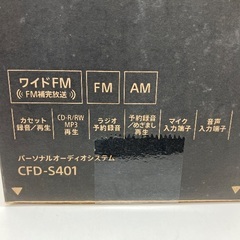 ワイドFM
((FM補完放送))
FM
AM
カセット
録音/再生
CD-R/RW
MP3
再生
ラジオ
予約録音
予約録音
/めざまし
再生
マイク
入力端子
音声
入力端子
パーソナルオーディオシステム
CFD-S401